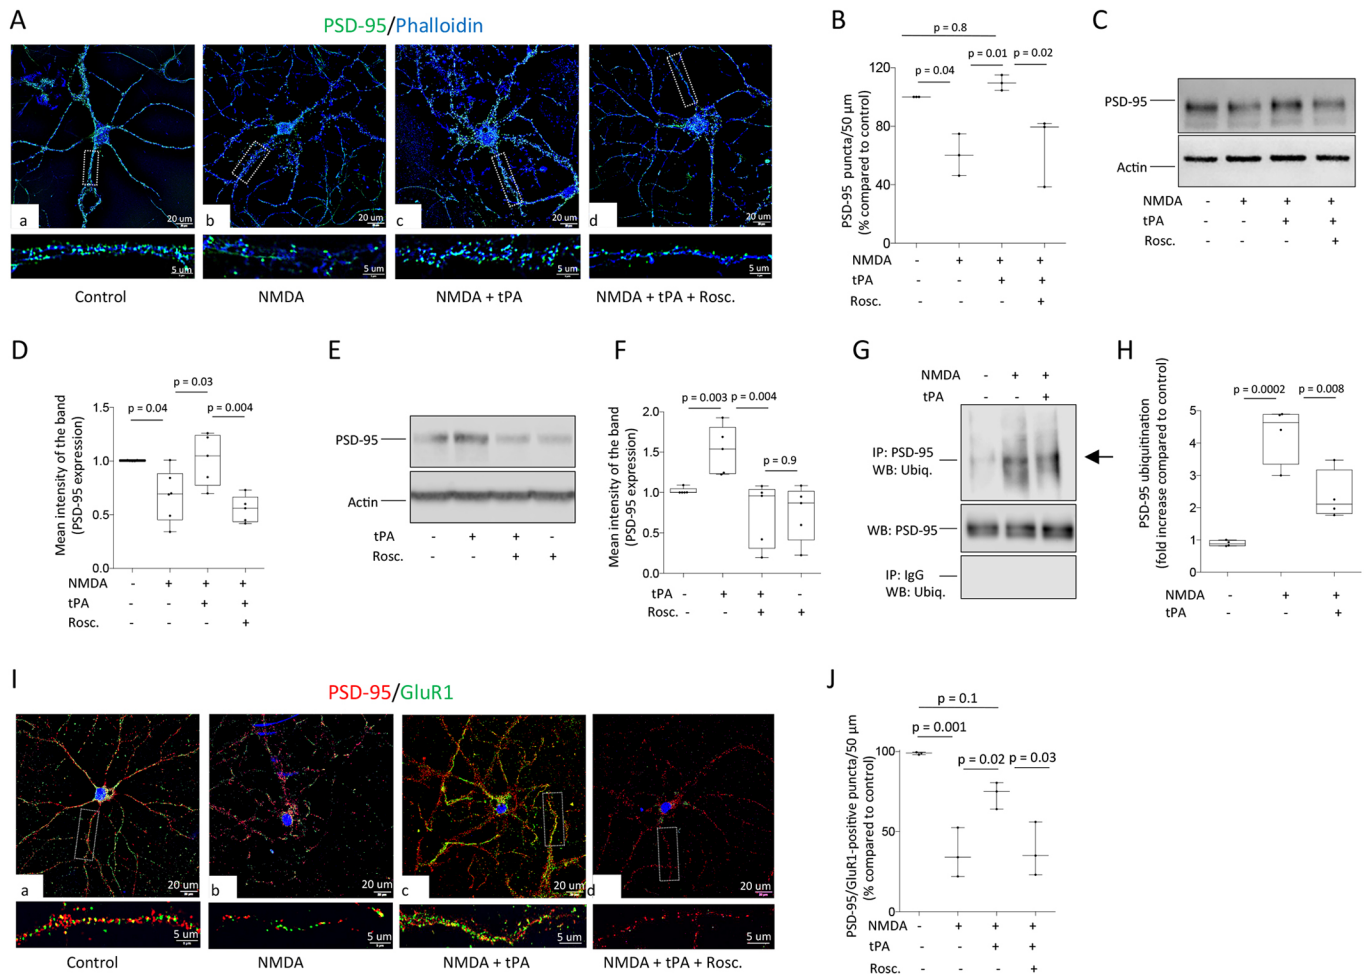 A
PSD-95/Phalloidin
a
20 um
b
20 um
c
20 um
d
20 um
5 um
5 um
5 um
5 um
Control
NMDA
NMDA + tPA
NMDA + tPA + Rosc.
B
p = 0.8
p = 0.04
p = 0.01
p = 0.02
PSD-95 puncta/50 µm
(% compared to control)
120
80
40
0
NMDA - + + +
tPA - - + +
Rosc. - - - +
C
PSD-95
Actin
NMDA - + + +
tPA - - + +
Rosc. - - - +
D
p = 0.03
p = 0.04
p = 0.004
Mean intensity of the band
(PSD-95 expression)
1.5
1.0
0.5
0.0
NMDA - + + +
tPA - - + +
Rosc. - - - +
E
PSD-95
Actin
tPA - + + -
Rosc. - - + +
F
p = 0.003
p = 0.004
p = 0.9
Mean intensity of the band
(PSD-95 expression)
2.0
1.5
1.0
0.5
0.0
tPA - + + -
Rosc. - - + +
G
NMDA - + +
tPA - - +
IP: PSD-95
WB: Ubiq.
WB: PSD-95
IP: IgG
WB: Ubiq.
H
p = 0.0002
p = 0.008
PSD-95 ubiquitination
(fold increase compared to control)
5
4
3
2
1
0
NMDA - + +
tPA - - +
I
PSD-95/GluR1
a
20 um
b
20 um
c
20 um
d
20 um
5 um
5 um
5 um
5 um
Control
NMDA
NMDA + tPA
NMDA + tPA + Rosc.
J
p = 0.1
p = 0.001
p = 0.02
p = 0.03
PSD-95/GluR1-positive puncta/50 µm
(% compared to control)
100
50
0
NMDA - + + +
tPA - - + +
Rosc. - - - +